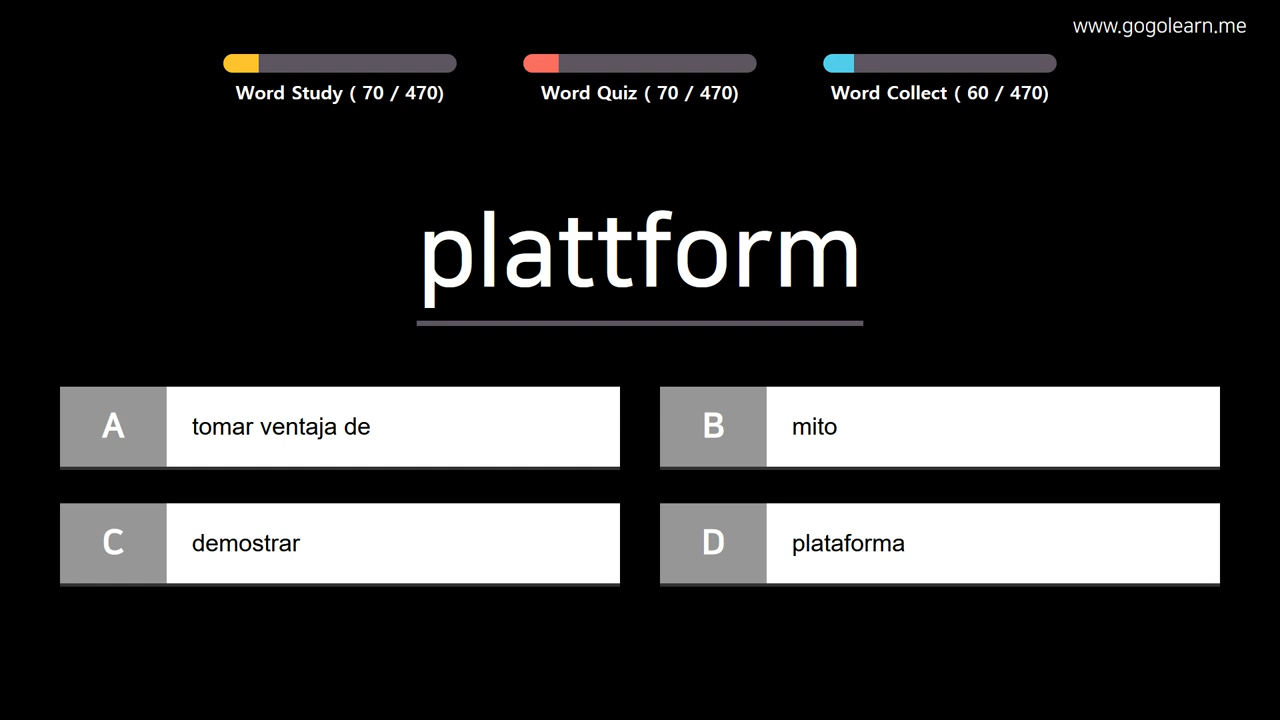 www.gogolearn.me
Word Study ( 70 / 470)
Word Quiz ( 70 / 470)
Word Collect ( 60 / 470)
plattform
A
tomar ventaja de
B
mito
C
demostrar
D
plataforma